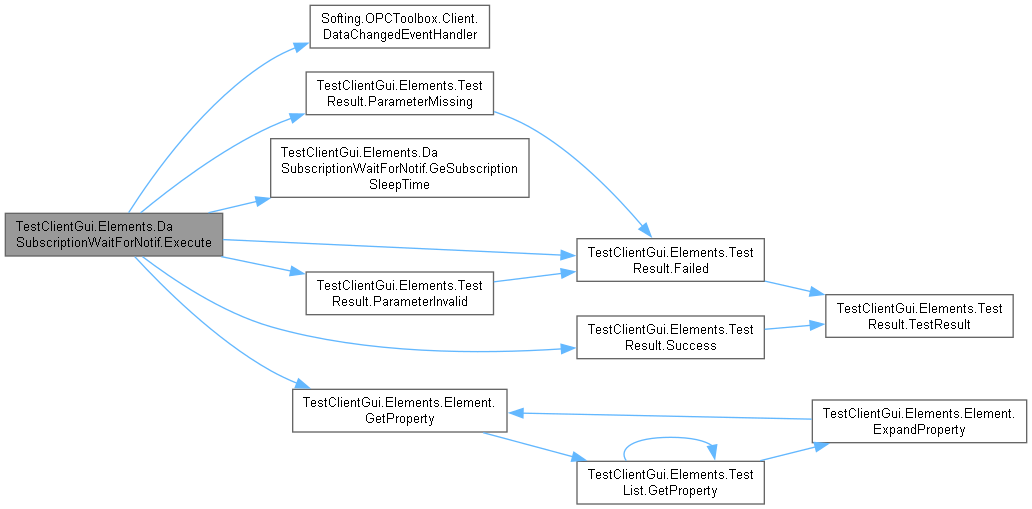 Softing.OPCToolbox.Client.
DataChangedEventHandler
TestClientGui.Elements.Test
Result.ParameterMissing
TestClientGui.Elements.Da
SubscriptionWaitForNotif.GeSubscription
SleepTime
TestClientGui.Elements.Da
SubscriptionWaitForNotif.Execute
TestClientGui.Elements.Test
Result.Failed
TestClientGui.Elements.Test
Result.ParameterInvalid
TestClientGui.Elements.Test
Result.TestResult
TestClientGui.Elements.Test
Result.Success
TestClientGui.Elements.Element.
GetProperty
TestClientGui.Elements.Element.
ExpandProperty
TestClientGui.Elements.Test
List.GetProperty